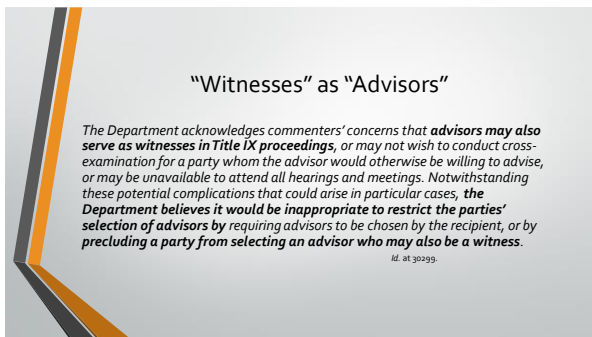 “Witnesses” as “Advisors”
The Department acknowledges commenters’ concerns that advisors may also
serve as witnesses in Title IX proceedings, or may not wish to conduct cross-
examination for a party whom the advisor would otherwise be willing to advise,
or may be unavailable to attend all hearings and meetings. Notwithstanding
these potential complications that could arise in particular cases, the
Department believes it would be inappropriate to restrict the parties’
selection of advisors by requiring advisors to be chosen by the recipient, or by
precluding a party from selecting an advisor who may also be a witness.
Id. at 30299.